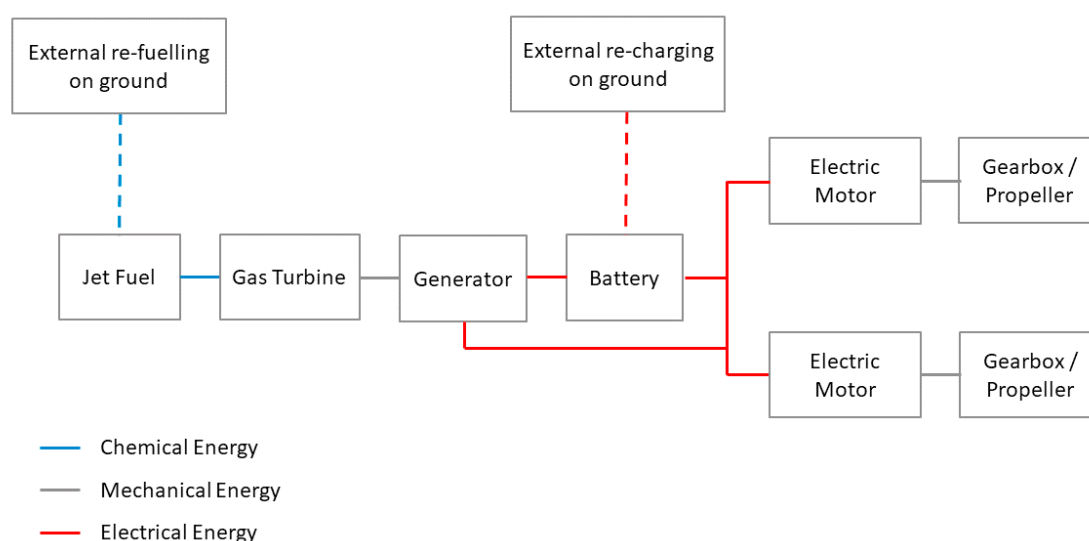 External re-fuelling
on ground
External re-charging
on ground
Electric
Motor
Gearbox /
Propeller
Jet Fuel
Gas Turbine
Generator
Battery
Electric
Motor
Gearbox /
Propeller
Chemical Energy
Mechanical Energy
Electrical Energy